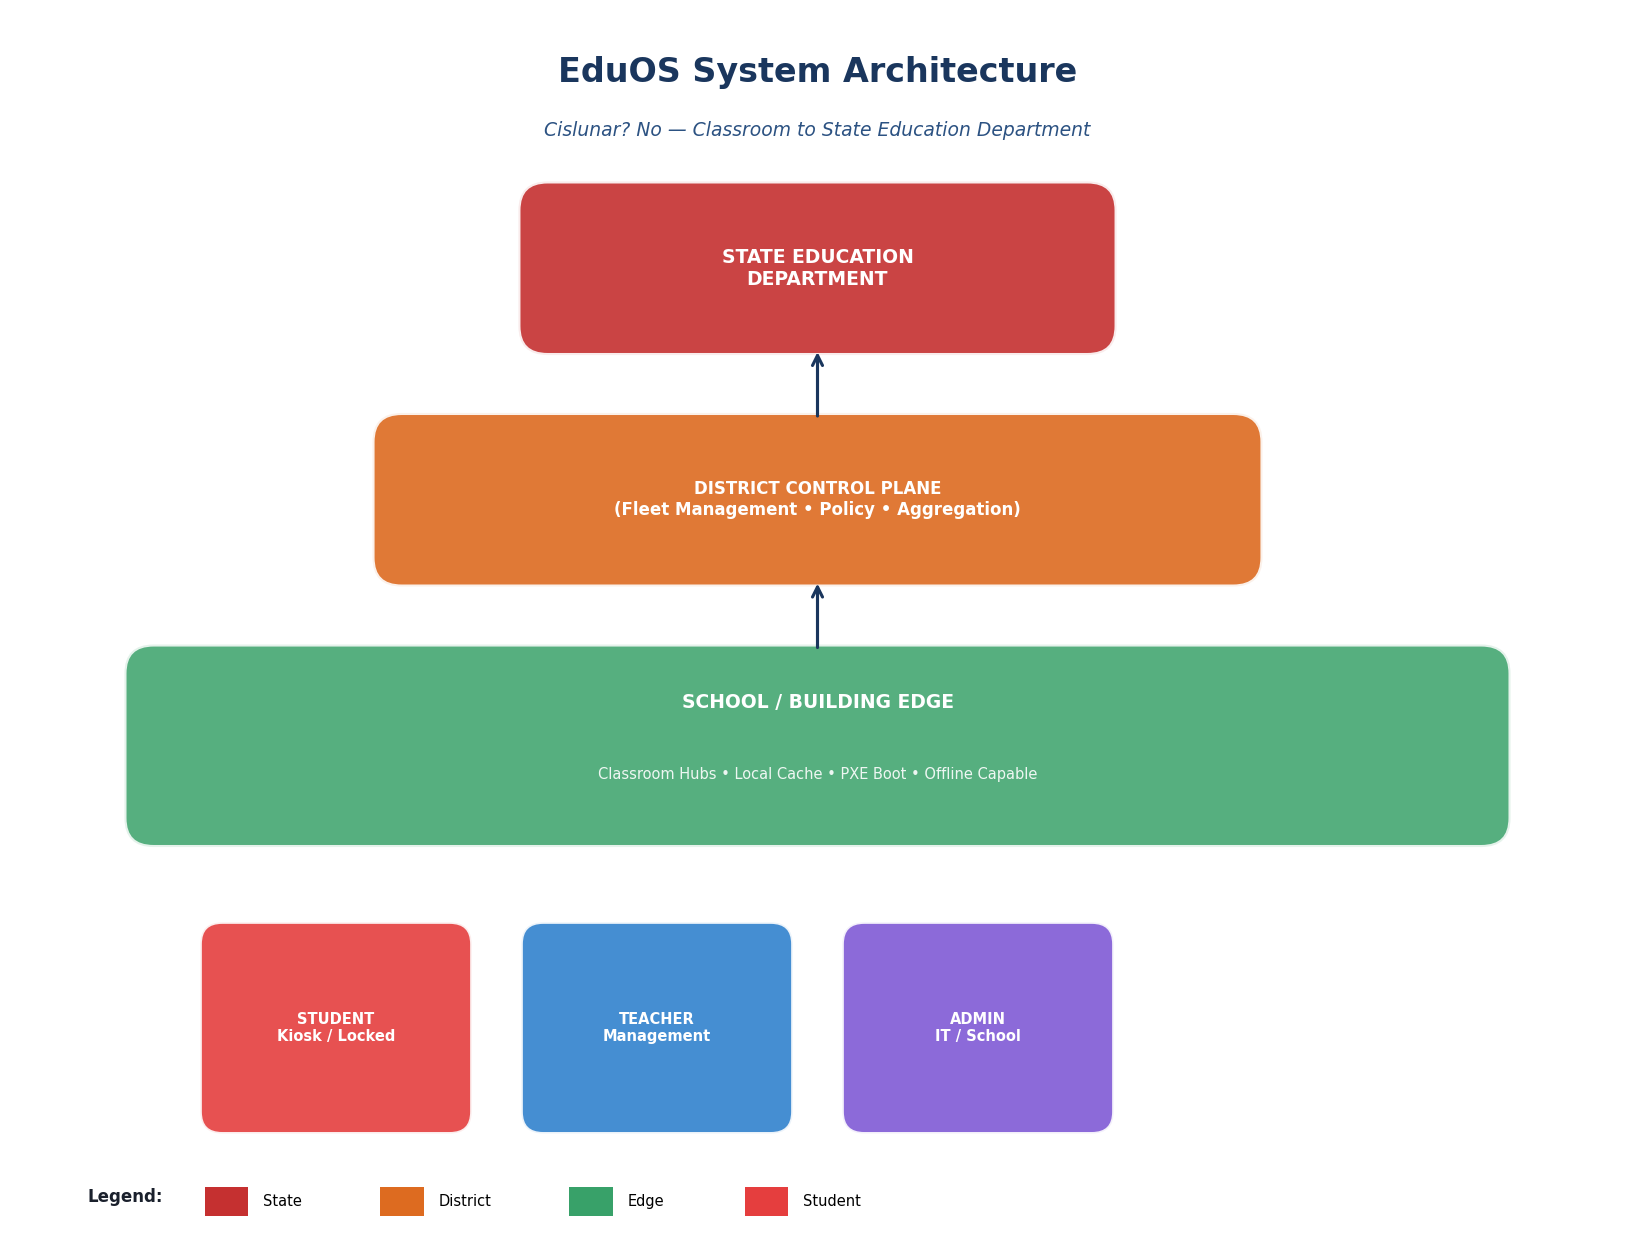 EduOS System Architecture
Cislunar? No — Classroom to State Education Department
STATE EDUCATION
DEPARTMENT
DISTRICT CONTROL PLANE
(Fleet Management • Policy • Aggregation)
SCHOOL / BUILDING EDGE
Classroom Hubs • Local Cache • PXE Boot • Offline Capable
STUDENT
Kiosk / Locked
TEACHER
Management
ADMIN
IT / School
Legend:
State
District
Edge
Student